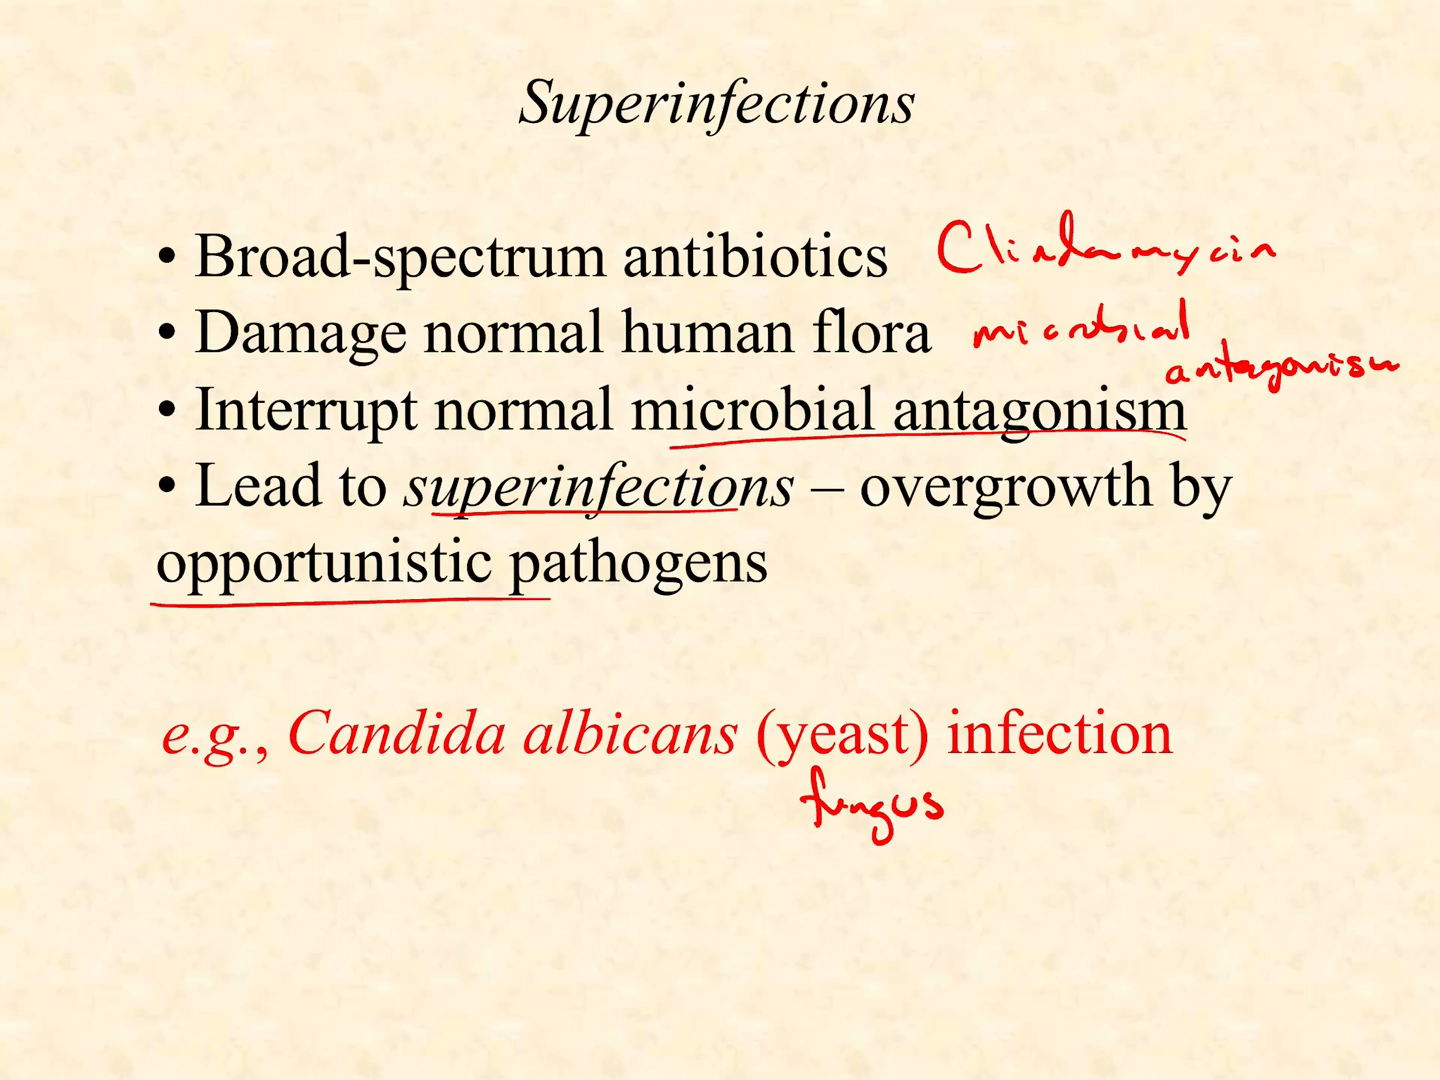 Superinfections
• Broad-spectrum antibiotics Clindamycin
• Damage normal human flora microbial
antagonism
• Interrupt normal microbial antagonism
• Lead to superinfections – overgrowth by
opportunistic pathogens
e.g., Candida albicans (yeast) infection
fungus